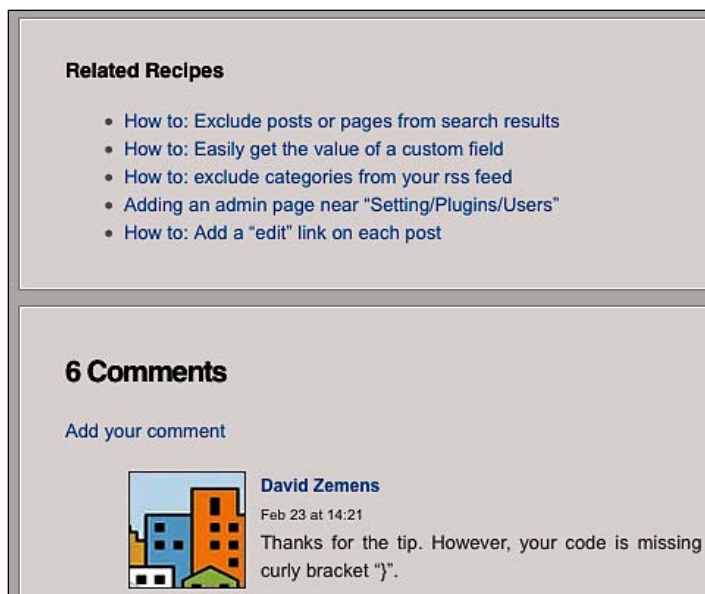 Related Recipes
How to: Exclude posts or pages from search results
How to: Easily get the value of a custom field
How to: exclude categories from your rss feed
Adding an admin page near “Setting/Plugins/Users”
How to: Add a “edit” link on each post
6 Comments
Add your comment
David Zemens
Feb 23 at 14:21
Thanks for the tip. However, your code is missing
curly bracket “}”.